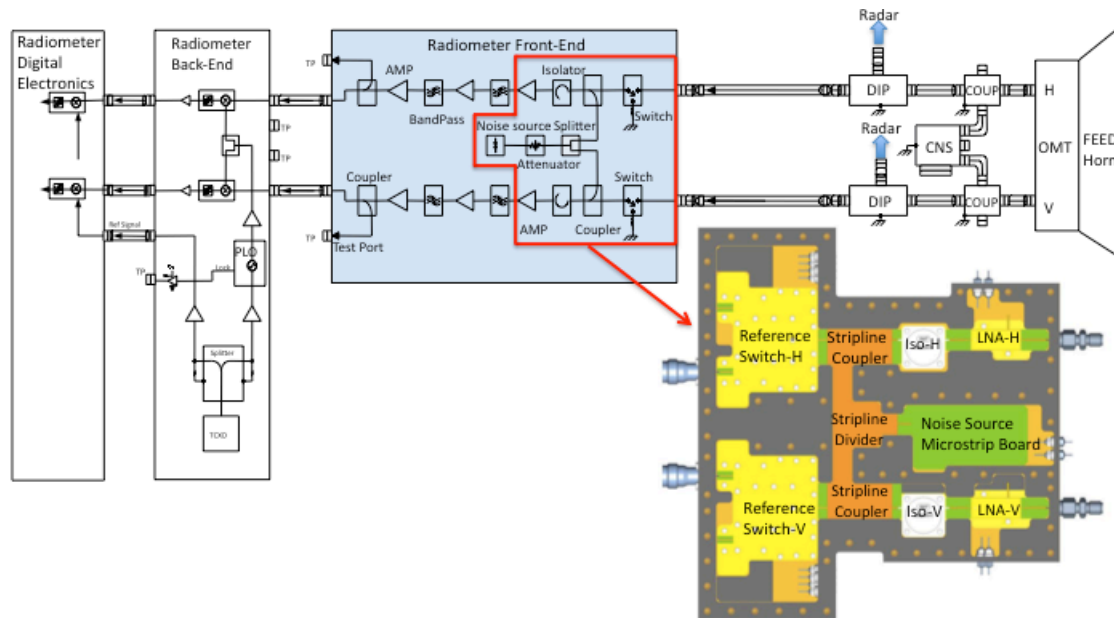 Radiometer
Digital
Electronics
Radiometer
Back-End
Radiometer Front-End
Radar
TP
AMP
Isolator
BandPass
Switch
DIP
COUP
H
TP
Noise source
Splitter
Attenuator
Radar
CNS
OMT
FEED
Horn
TP
Coupler
Switch
DIP
COUP
V
Ref Signal
TP
AMP
Coupler
Test Port
PLO
TP
Lock
Splitter
TCXO
Reference
Switch-H
Stripline
Coupler
Iso-H
LNA-H
Stripline
Divider
Noise Source
Microstrip Board
Reference
Switch-V
Stripline
Coupler
Iso-V
LNA-V